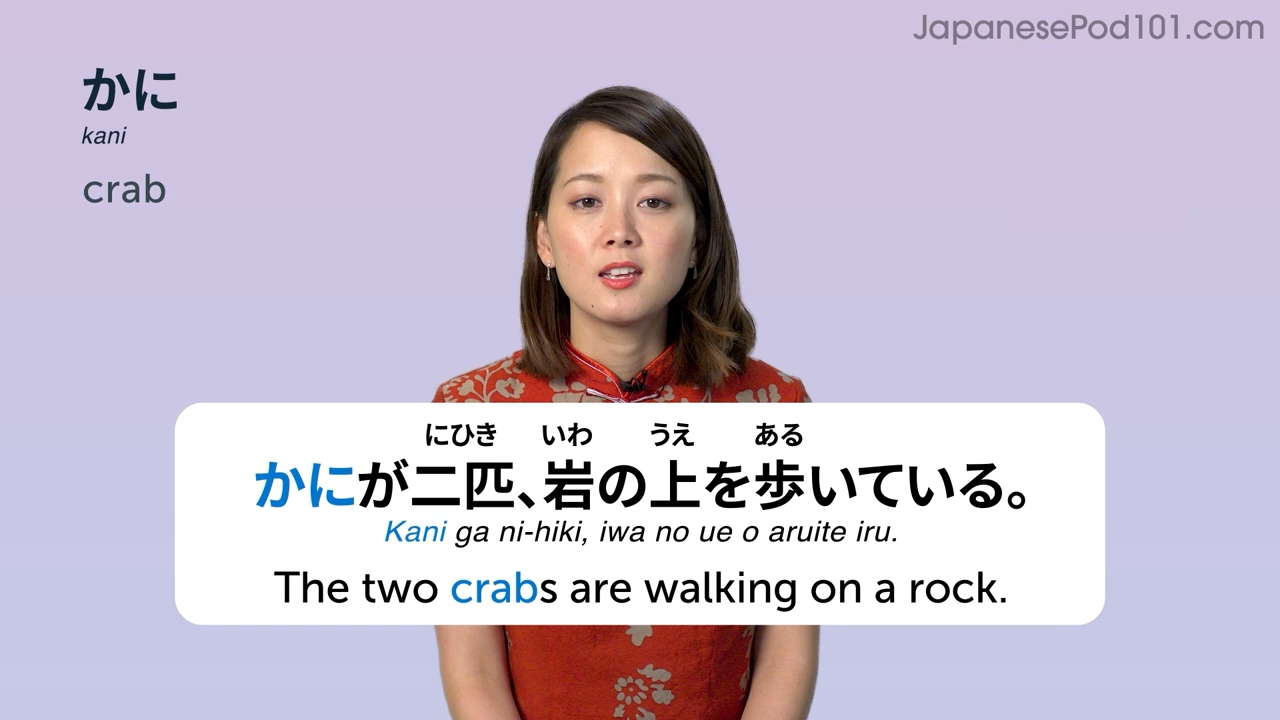 JapanesePod101.com
かに
kani
crab
にひき いわ うえ ある
かにが二匹、岩の上を歩いている。
Kani ga ni-hiki, iwa no ue o aruite iru.
The two crabs are walking on a rock.